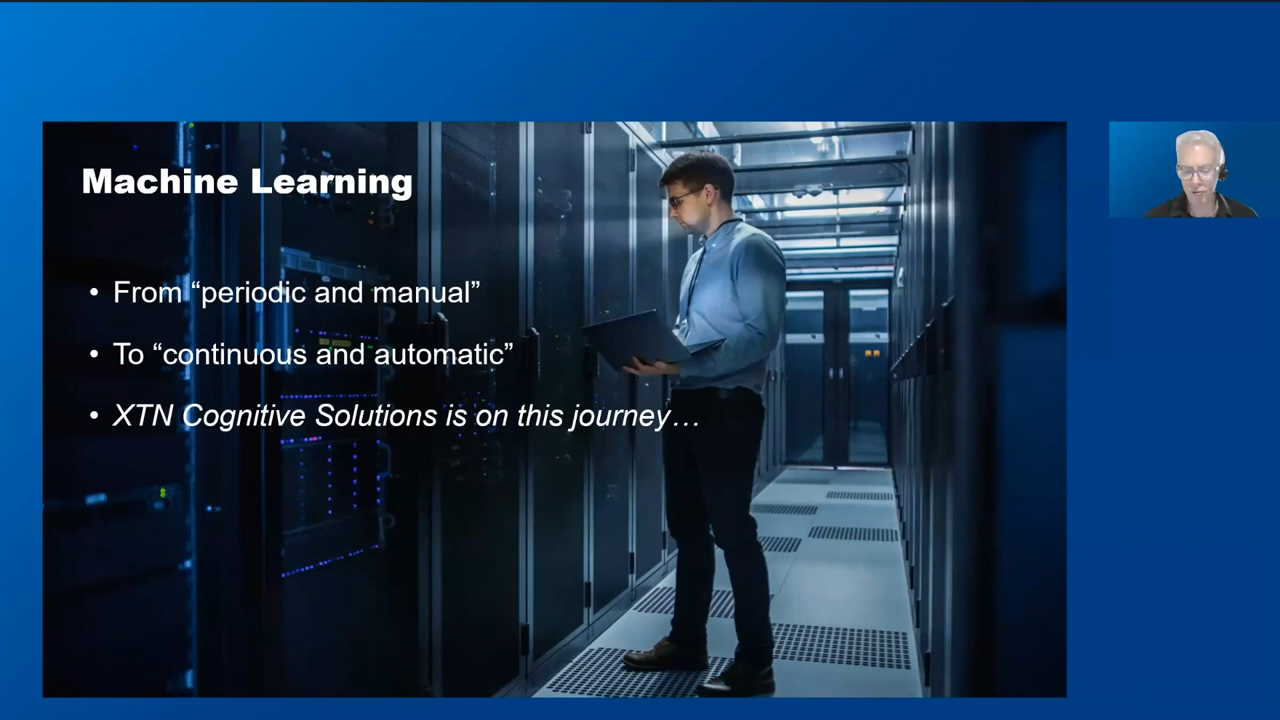 Machine Learning
• From “periodic and manual”
• To “continuous and automatic”
• XTN Cognitive Solutions is on this journey…